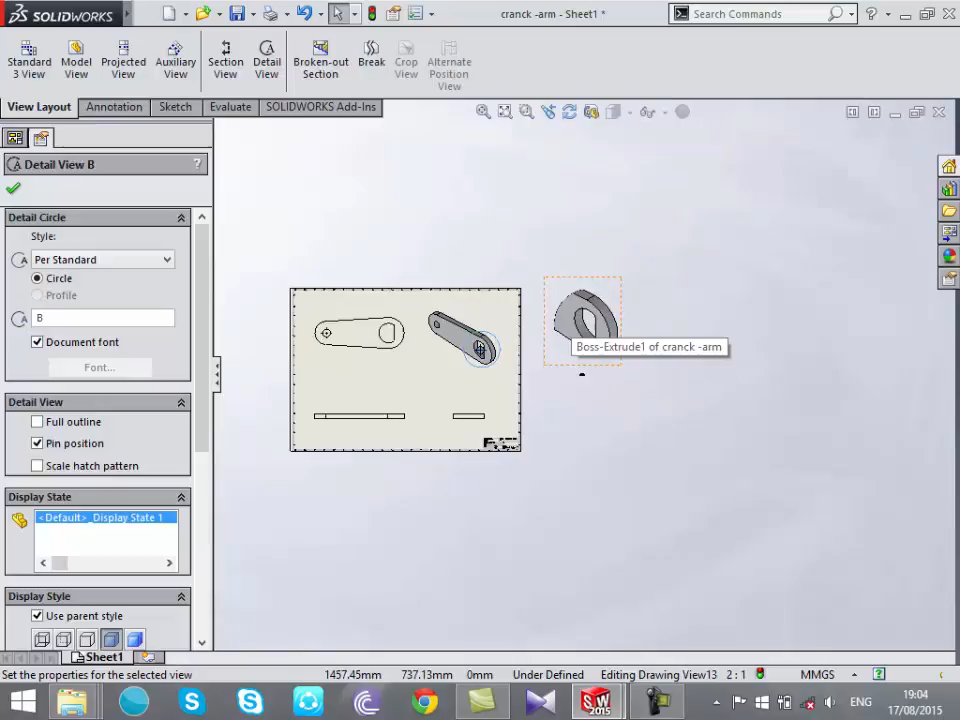 SOLIDWORKS
cranck -arm - Sheet1 *
Search Commands
Standard 3 View
Model View
Projected View
Auxiliary View
Section View
Detail View
Broken-out Section
Break
Crop View
Alternate Position View
View Layout
Annotation
Sketch
Evaluate
SOLIDWORKS Add-Ins
Detail View B
?
Detail Circle
Style:
Per Standard
Circle
Profile
B
Document font
Font...
Detail View
Full outline
Pin position
Scale hatch pattern
Display State
<Default>_Display State 1
Display Style
Use parent style
Boss-Extrude1 of cranck -arm
Sheet1
Set the properties for the selected view
1457.45mm
737.13mm
0mm
Under Defined
Editing Drawing View13
2 : 1
MMGS
?
2015
ENG
19:04
17/08/2015